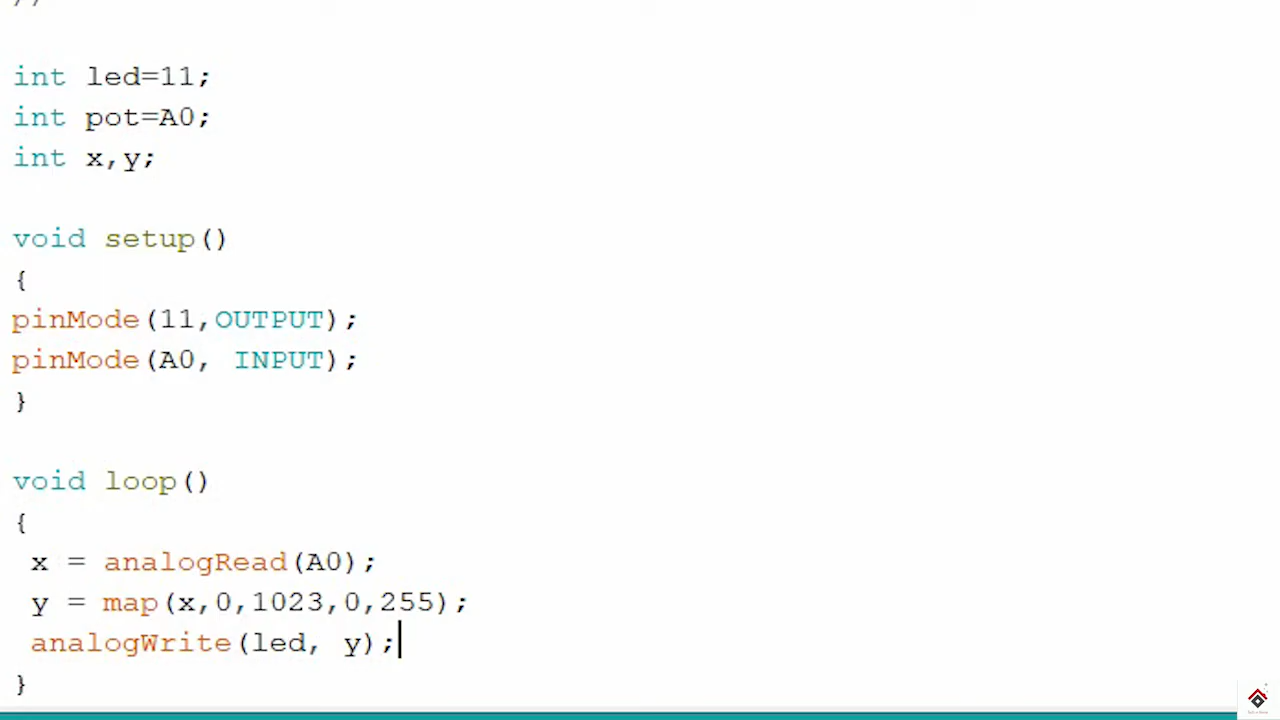 //
int led=11;
int pot=A0;
int x,y;
void setup()
{
pinMode(11,OUTPUT);
pinMode(A0, INPUT);
}
void loop()
{
x = analogRead(A0);
y = map(x,0,1023,0,255);
analogWrite(led, y);
}